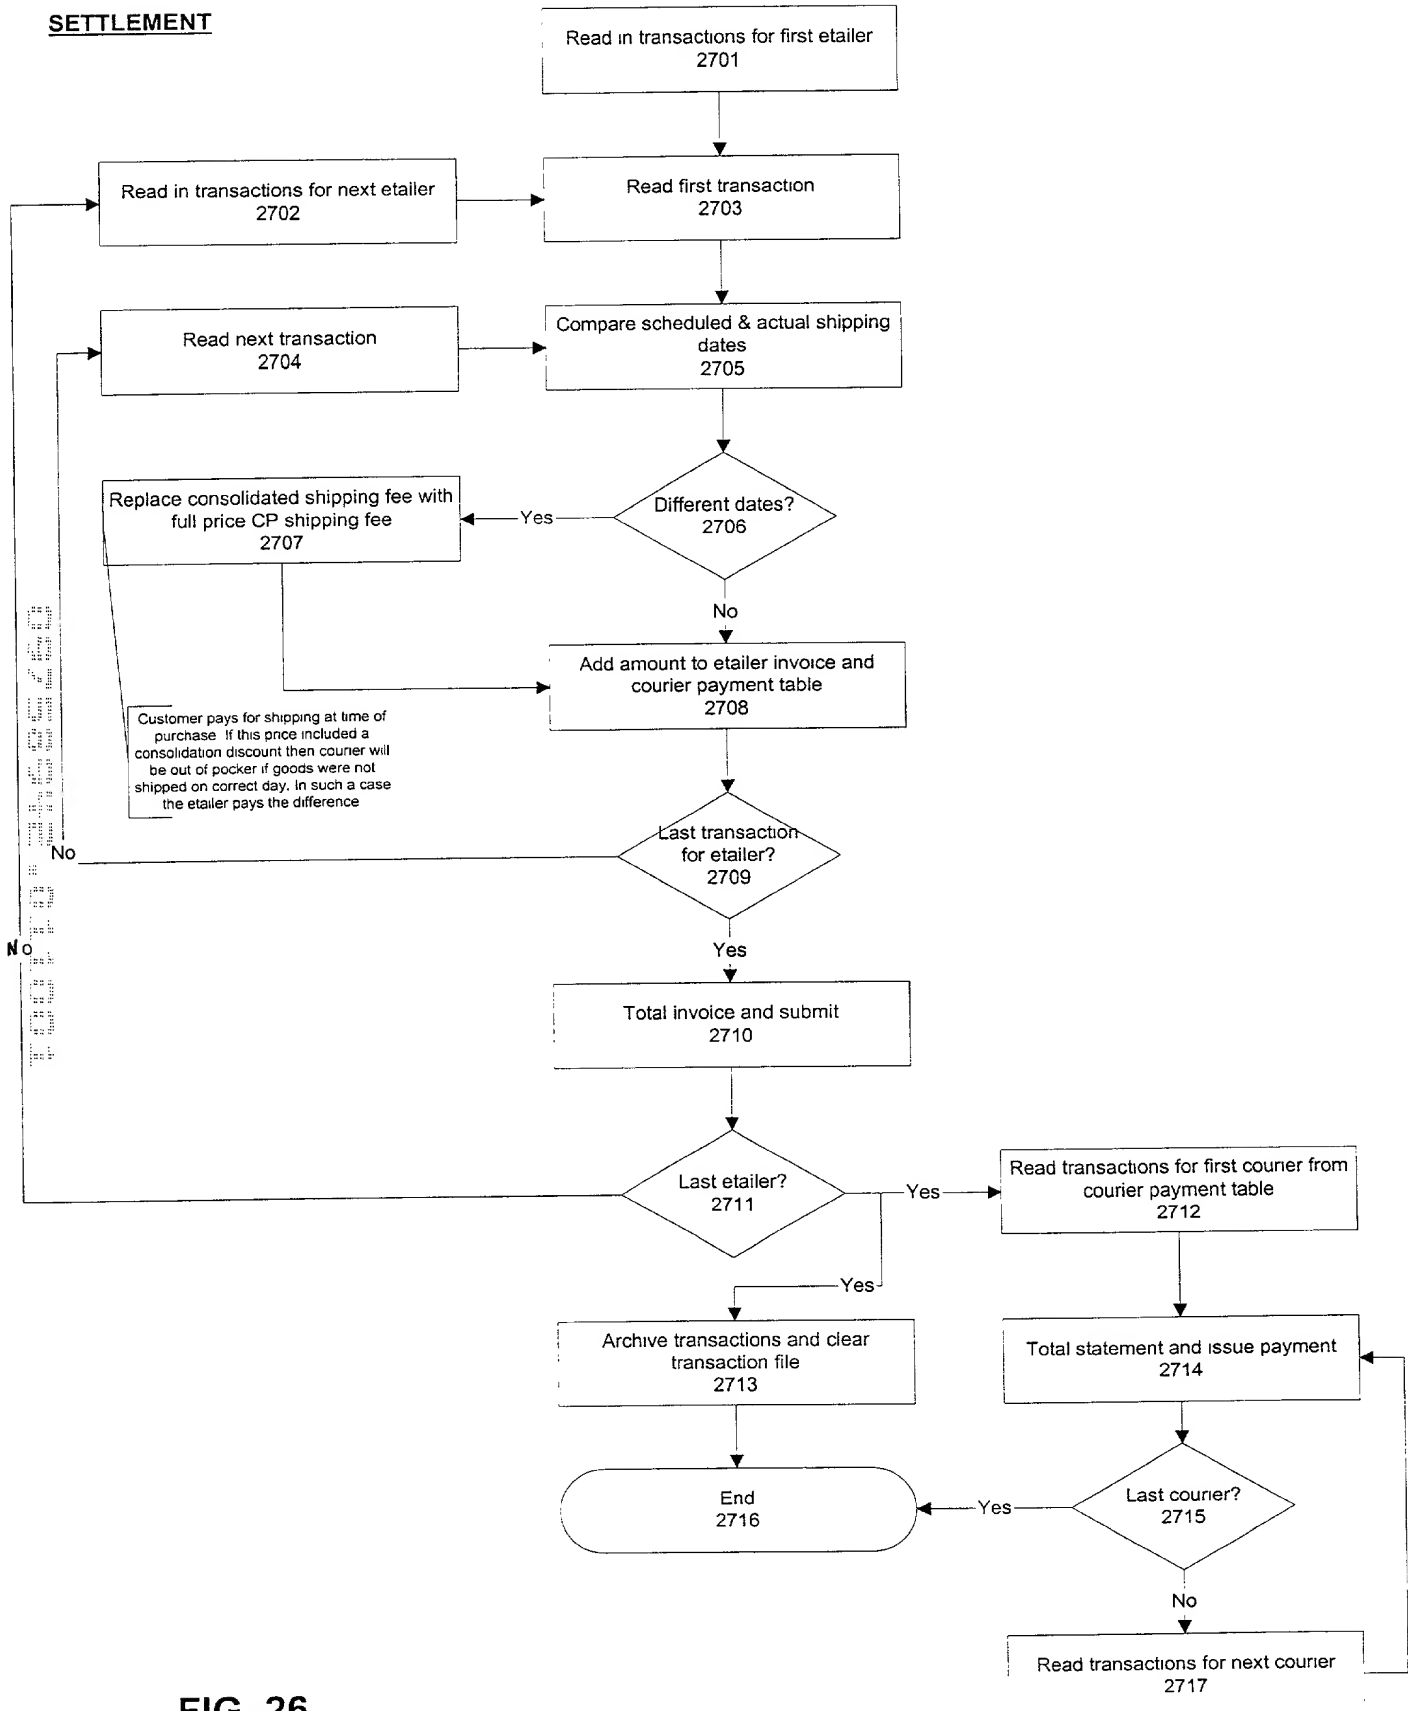 SETTLEMENT
Read in transactions for first etailer
2701
Read in transactions for next etailer
2702
Read first transaction
2703
Read next transaction
2704
Compare scheduled & actual shipping
dates
2705
Replace consolidated shipping fee with
full price CP shipping fee
2707
Yes
Different dates?
2706
No
Add amount to etailer invoice and
courier payment table
2708
Customer pays for shipping at time of
purchase If this price included a
consolidation discount then courier will
be out of pocker if goods were not
shipped on correct day. In such a case
the etailer pays the difference
No
Last transaction
for etailer?
2709
No
Yes
Total invoice and submit
2710
Last etailer?
2711
Yes
Read transactions for first courier from
courier payment table
2712
Yes
Archive transactions and clear
transaction file
2713
Total statement and issue payment
2714
End
2716
Yes
Last courier?
2715
No
Read transactions for next courier
2717
FIG. 26